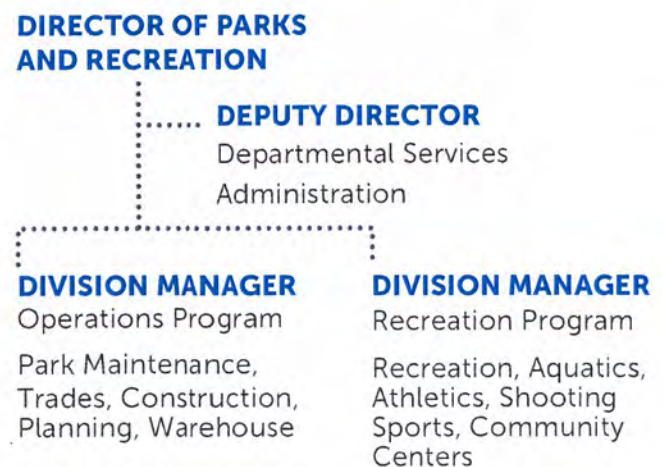 DIRECTOR OF PARKS
AND RECREATION
DEPUTY DIRECTOR
Departmental Services
Administration
DIVISION MANAGER
Operations Program
Park Maintenance,
Trades, Construction,
Planning, Warehouse
DIVISION MANAGER
Recreation Program
Recreation, Aquatics,
Athletics, Shooting
Sports, Community
Centers